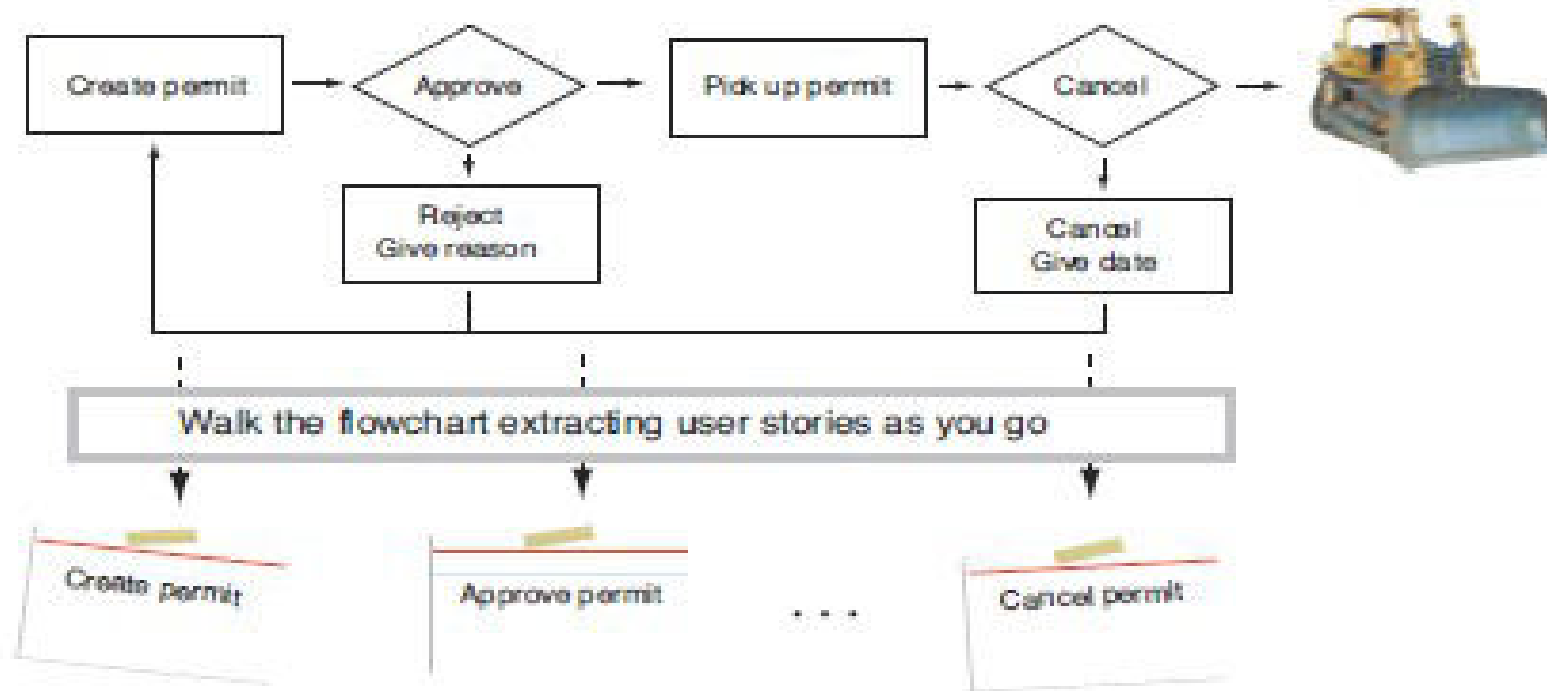 Create permit
Approve
Pick up permit
Cancel
Reject
Give reason
Cancel
Give date
Walk the flowchart extracting user stories as you go
Create permit
Approve permit
. . .
Cancel permit